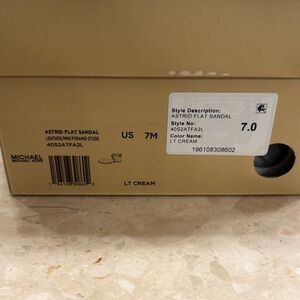 ASTRID FLAT SANDAL
LEATHER/MINI PYRAMID STUDS
40S2ATFA2L
US 7M
MICHAEL
MICHAEL KORS
LT CREAM
Style Description:
ASTRID FLAT SANDAL
Style No:
40S2ATFA2L
7.0
Color Name:
LT CREAM
196108308602